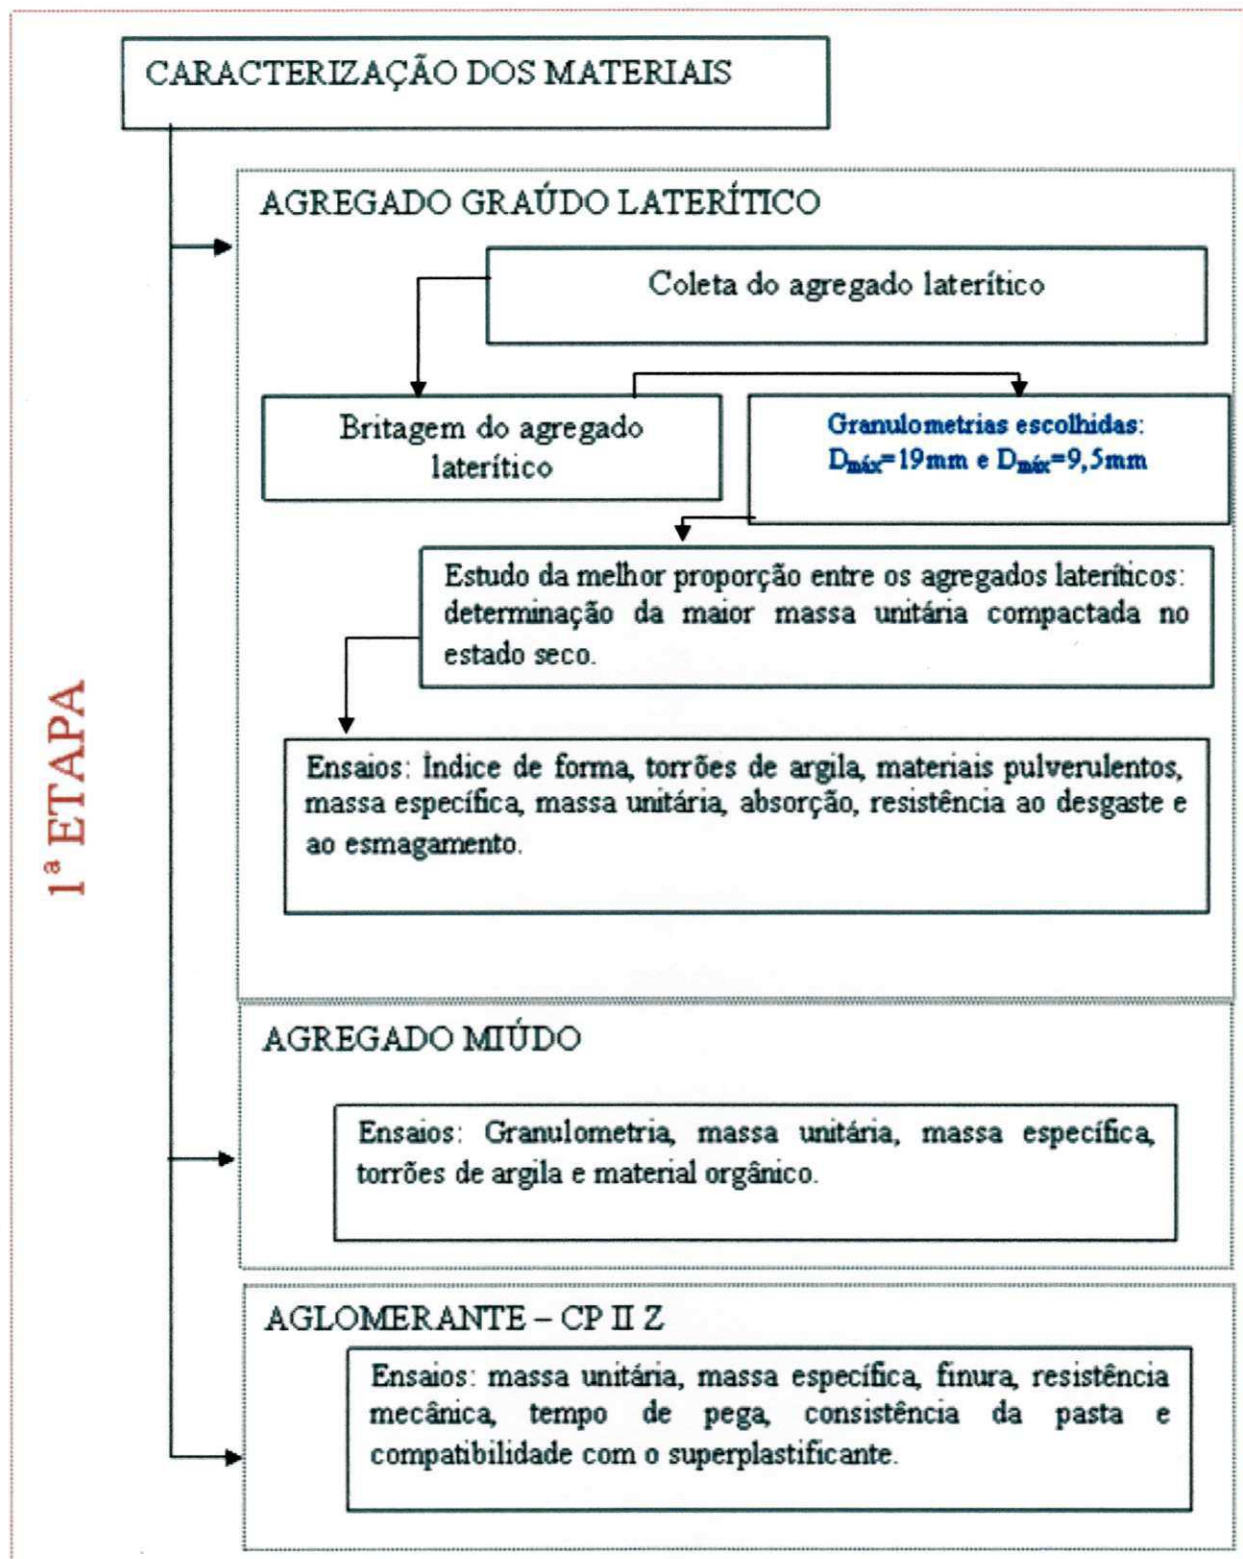 CARACTERIZAÇÃO DOS MATERIAIS
AGREGADO GRAÚDO LATERÍTICO
Coleta do agregado laterítico
Britagem do agregado
laterítico
Granulometrias escolhidas:
Dmáx=19mm e Dmáx=9,5mm
Estudo da melhor proporção entre os agregados lateríticos:
determinação da maior massa unitária compactada no
estado seco.
Ensaios: Índice de forma, torrões de argila, materiais pulverulentos,
massa específica, massa unitária, absorção, resistência ao desgaste e
ao esmagamento.
1ª ETAPA
AGREGADO MIÚDO
Ensaios: Granulometria, massa unitária, massa específica,
torrões de argila e material orgânico.
AGLOMERANTE – CP II Z
Ensaios: massa unitária, massa específica, finura, resistência
mecânica, tempo de pega, consistência da pasta e
compatibilidade com o superplastificante.